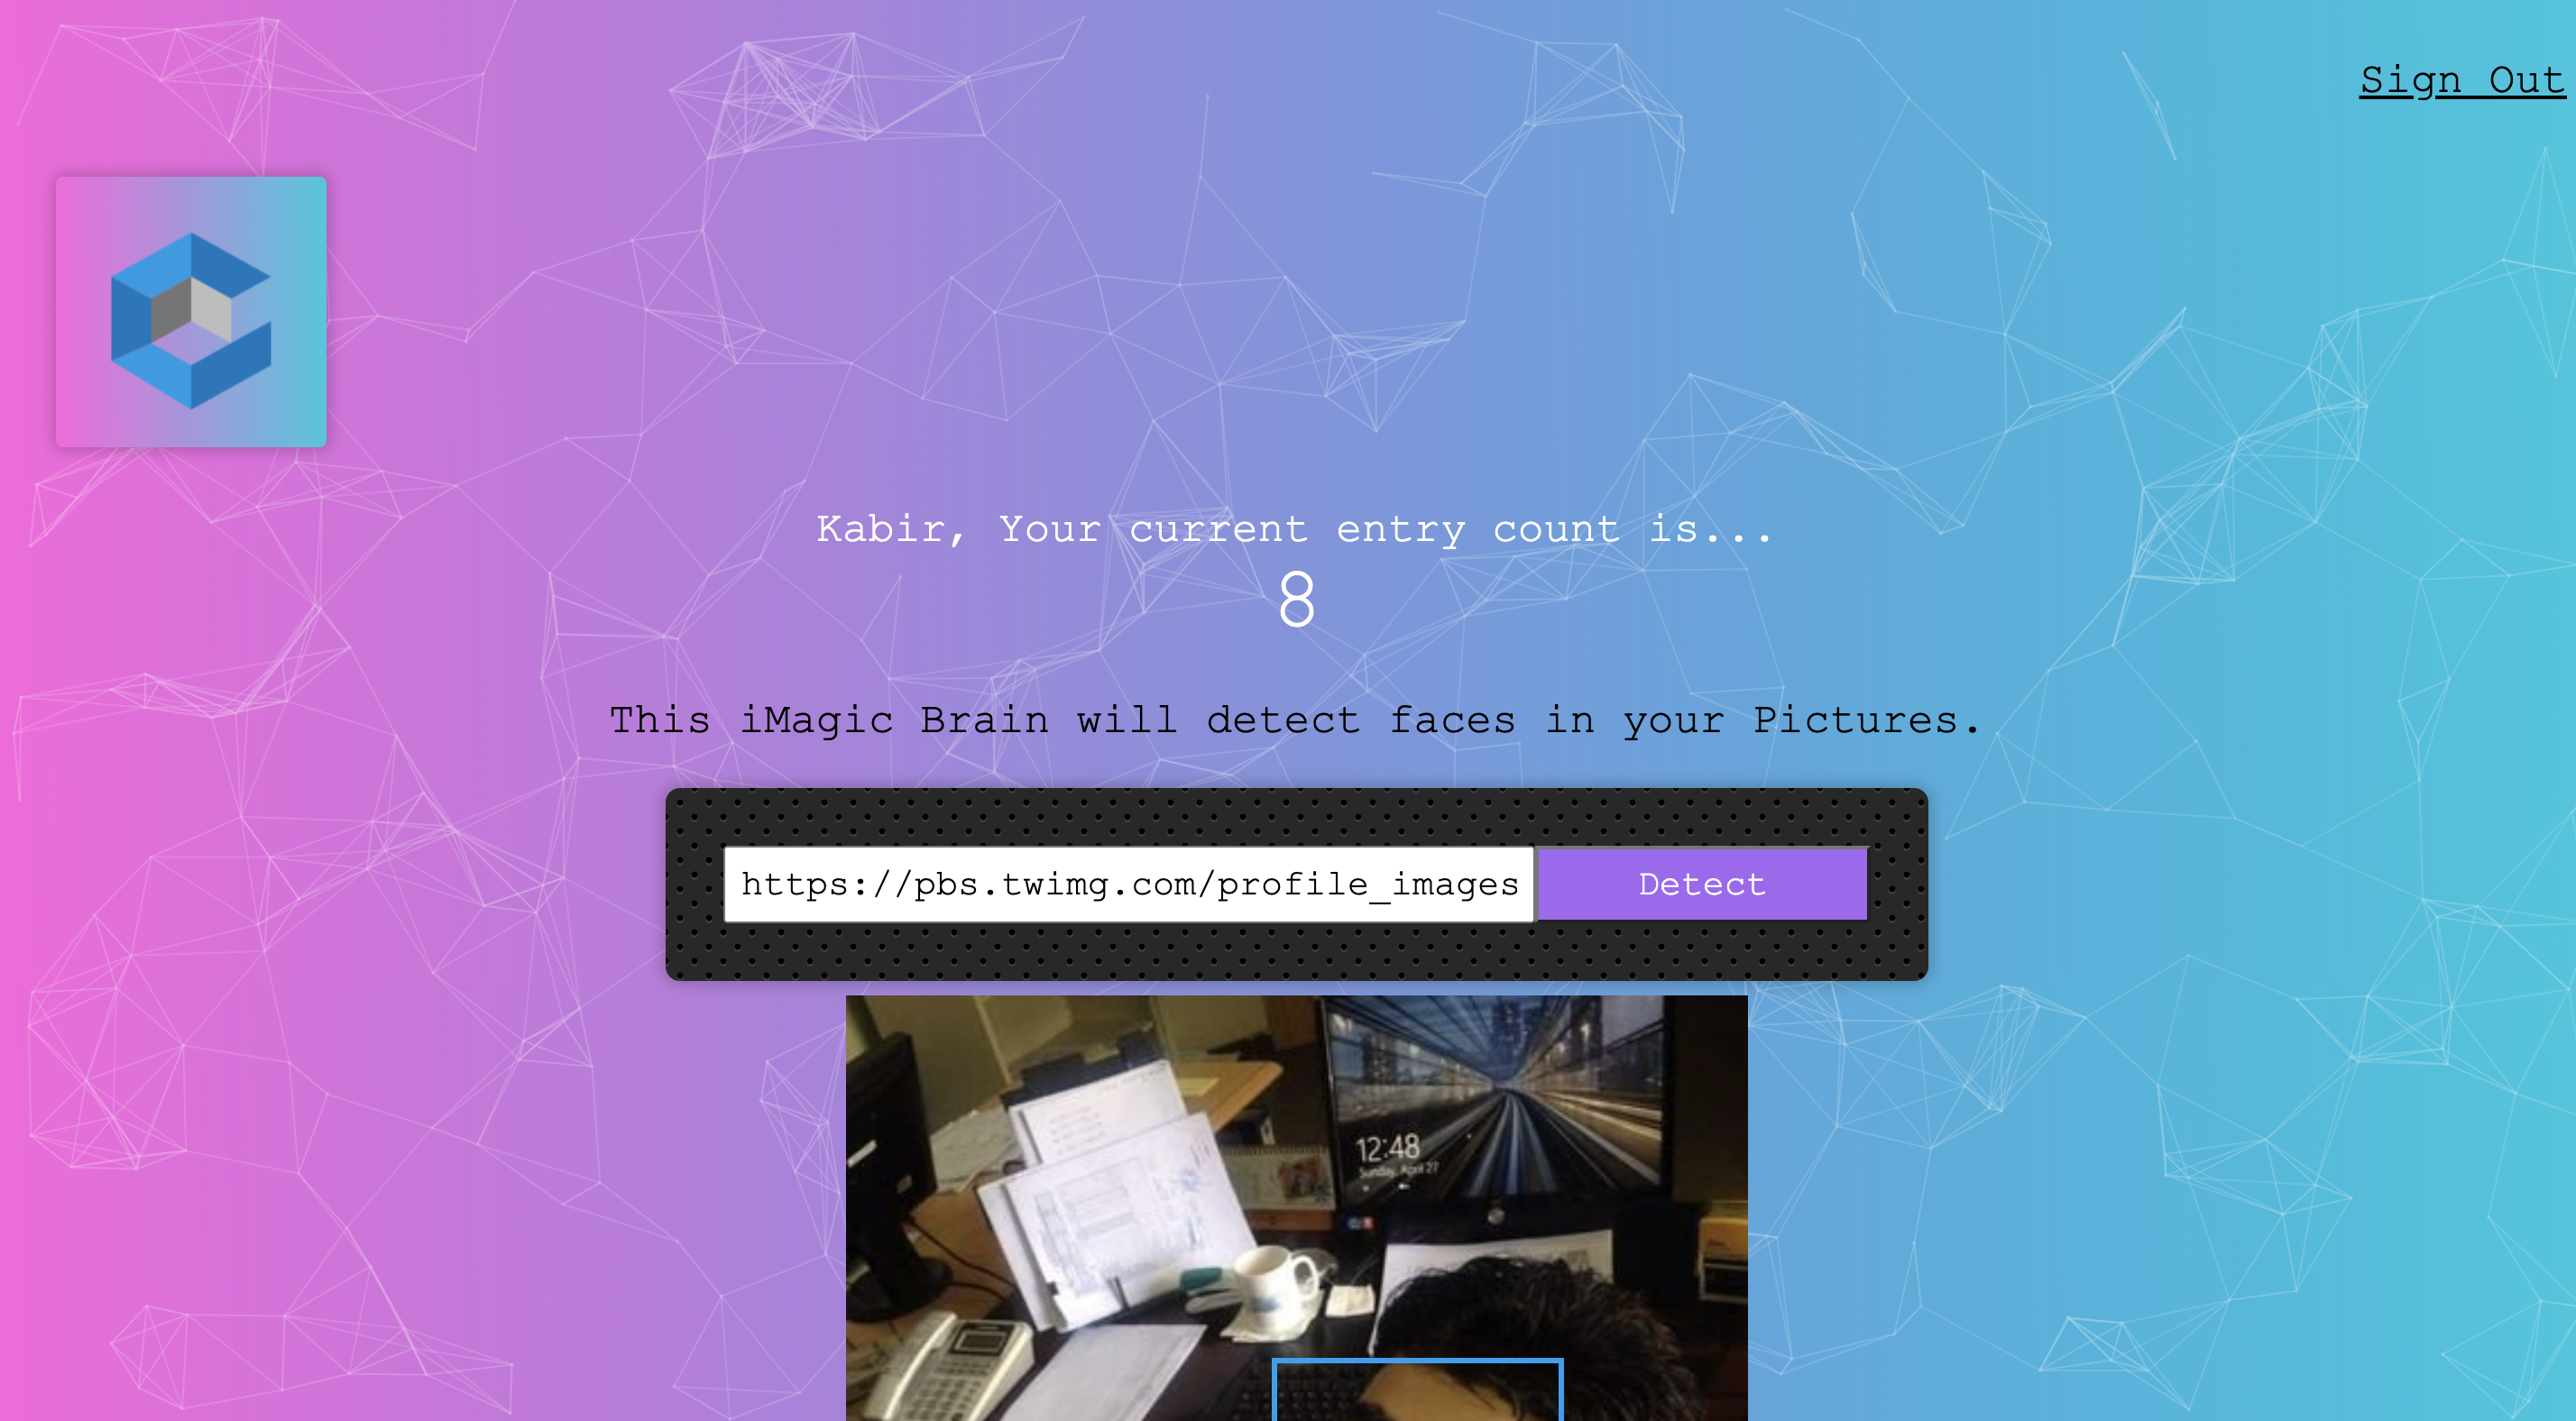 Sign Out
Kabir, Your current entry count is...
8
This iMagic Brain will detect faces in your Pictures.
https://pbs.twimg.com/profile_images
Detect
12:48
Sunday, April 27